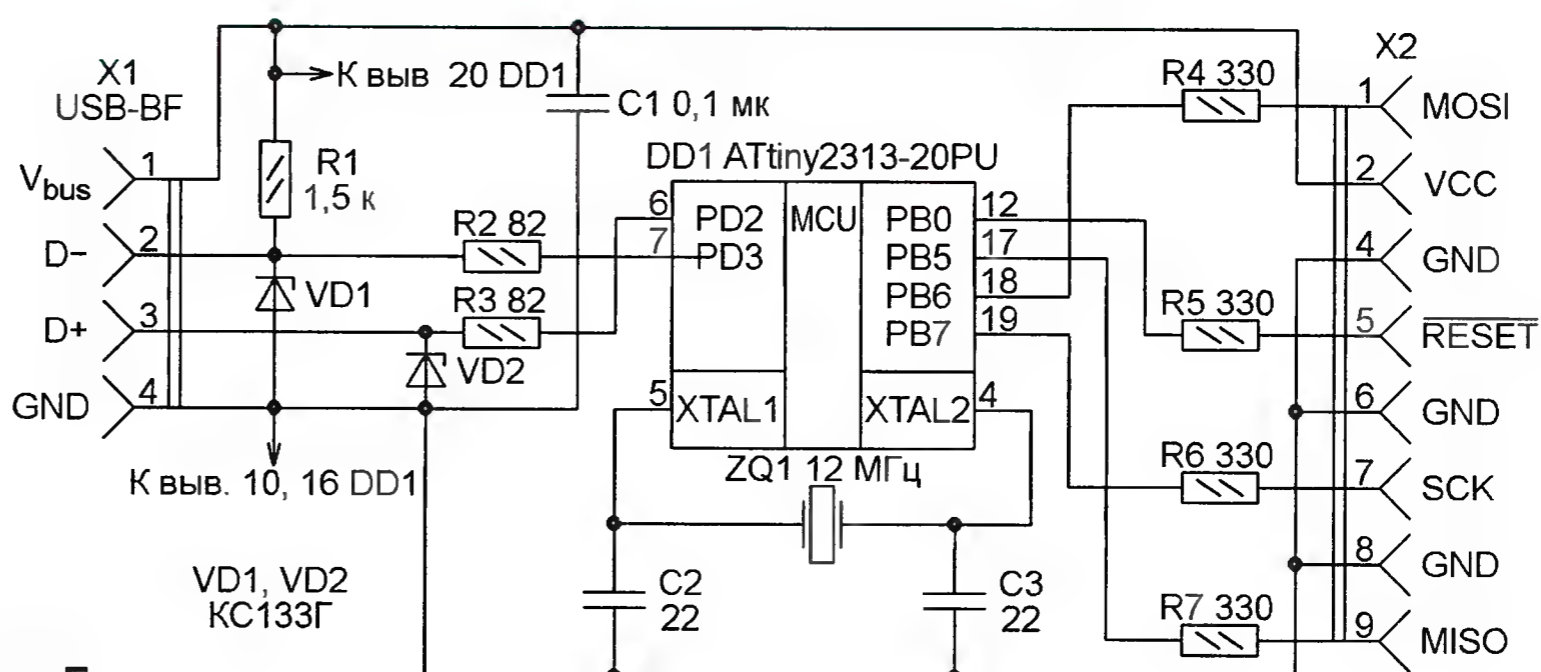 X1
USB-BF
К выв 20 DD1
C1 0,1 мк
R4 330
X2
1
MOSI
DD1 ATtiny2313-20PU
1
Vbus
R1
1,5 к
2
VCC
6
PD2
MCU
PB0
12
R2 82
7
PD3
PB5
17
2
D−
4
GND
VD1
PB6
18
R3 82
R5 330
3
D+
PB7
19
5
RESET
VD2
4
GND
5
XTAL1
XTAL2
4
6
GND
К выв. 10, 16 DD1
ZQ1 12 МГц
R6 330
7
SCK
VD1, VD2
КС133Г
C2
22
C3
22
8
GND
R7 330
9
MISO